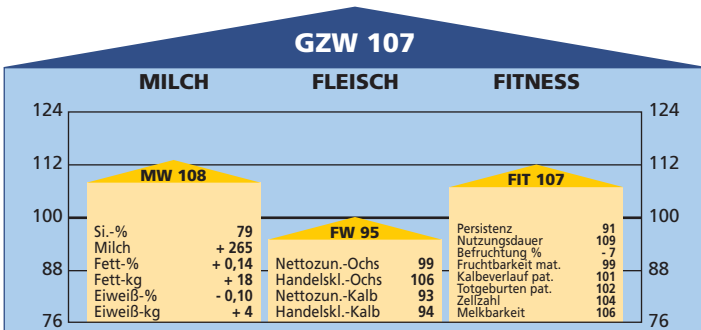 GZW 107
MILCH FLEISCH FITNESS
124 124
112 112
100 100
88 88
76 76
MW 108
Si.-% 79
Milch + 265
Fett-% + 0,14
Fett-kg + 18
Eiweiß-% - 0,10
Eiweiß-kg + 4
FW 95
Nettozun.-Ochs 99
Handelskl.-Ochs 106
Nettozun.-Kalb 93
Handelskl.-Kalb 94
FIT 107
Persistenz 91
Nutzungsdauer 109
Befruchtung % - 7
Fruchtbarkeit mat. 99
Kalbeverlauf pat. 101
Totgeburten pat. 102
Zellzahl 104
Melkbarkeit 106